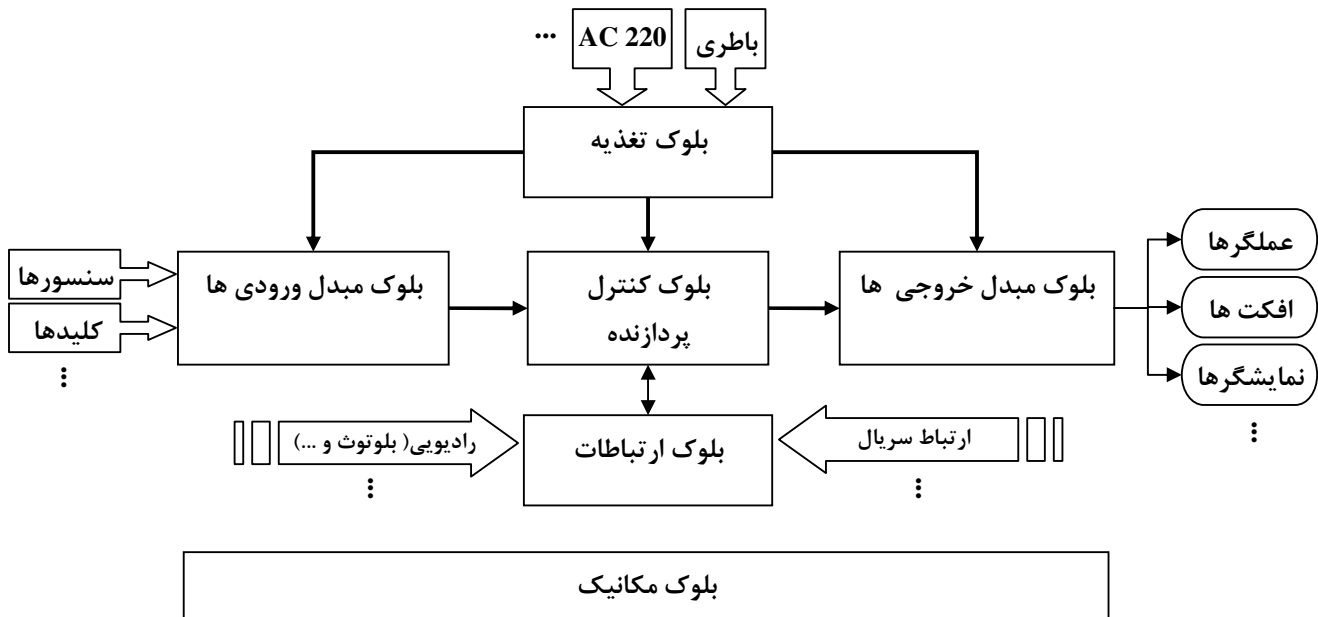 باطری
AC 220
...
بلوک تغذیه
سنسورها
کلیدها
...
بلوک مبدل ورودی ها
بلوک کنترل
پردازنده
بلوک مبدل خروجی ها
عملگرها
افکت ها
نمایشگرها
...
رادیویی( بلوتوث و ...)
...
بلوک ارتباطات
ارتباط سریال
...
بلوک مکانیک